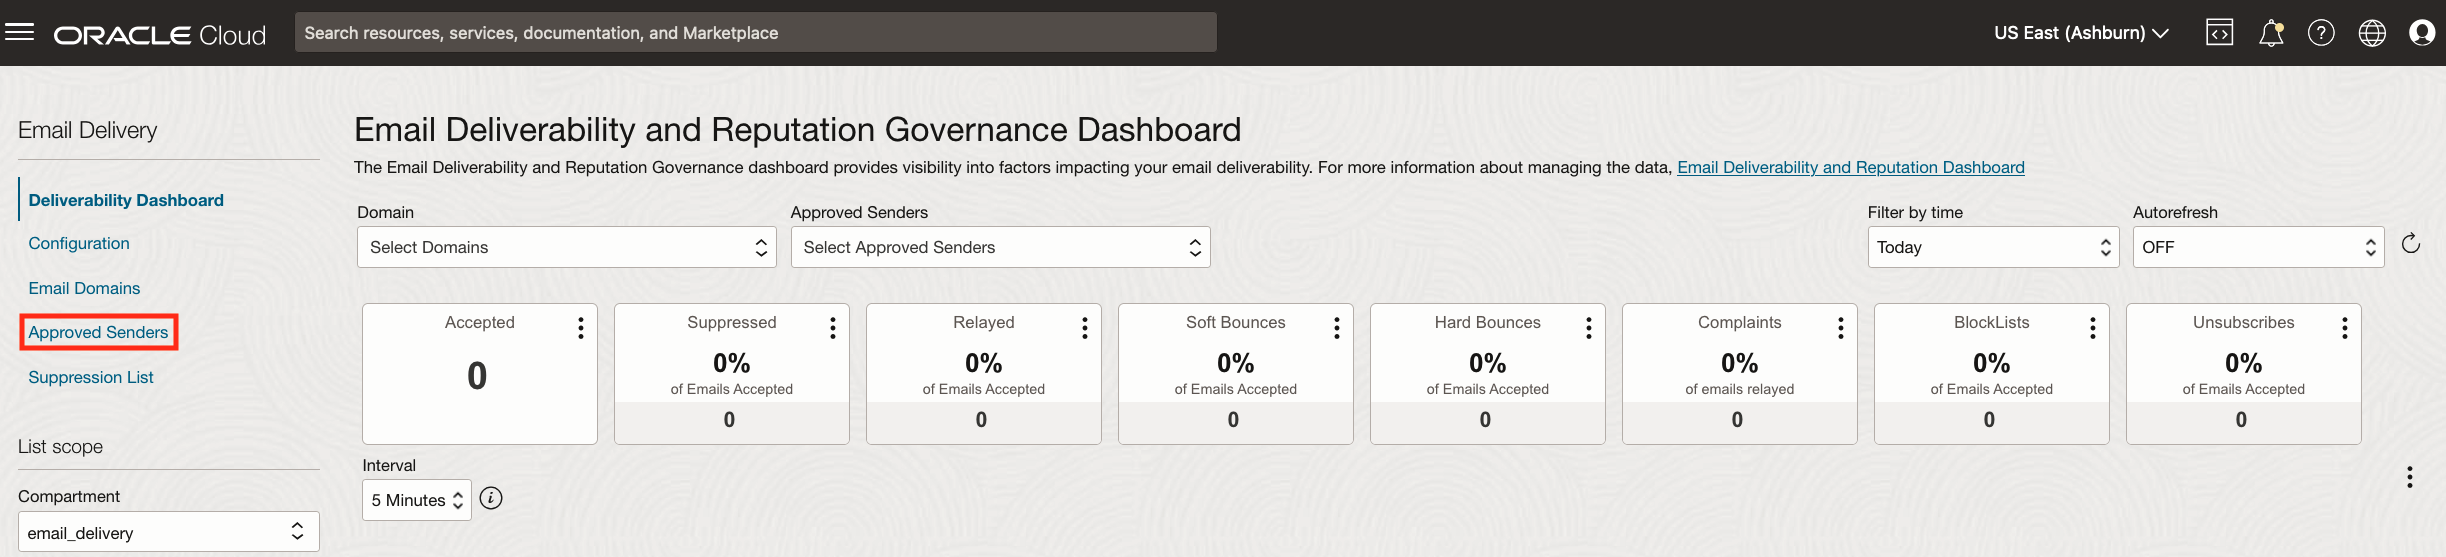 ORACLE Cloud
Search resources, services, documentation, and Marketplace
US East (Ashburn)
Email Delivery
Deliverability Dashboard
Configuration
Email Domains
Approved Senders
Suppression List
List scope
Compartment
email_delivery
Email Deliverability and Reputation Governance Dashboard
The Email Deliverability and Reputation Governance dashboard provides visibility into factors impacting your email deliverability. For more information about managing the data, Email Deliverability and Reputation Dashboard
Domain
Select Domains
Approved Senders
Select Approved Senders
Filter by time
Today
Autorefresh
OFF
Accepted
0
Suppressed
0%
of Emails Accepted
0
Relayed
0%
of Emails Accepted
0
Soft Bounces
0%
of Emails Accepted
0
Hard Bounces
0%
of Emails Accepted
0
Complaints
0%
of emails relayed
0
BlockLists
0%
of Emails Accepted
0
Unsubscribes
0%
of Emails Accepted
0
Interval
5 Minutes